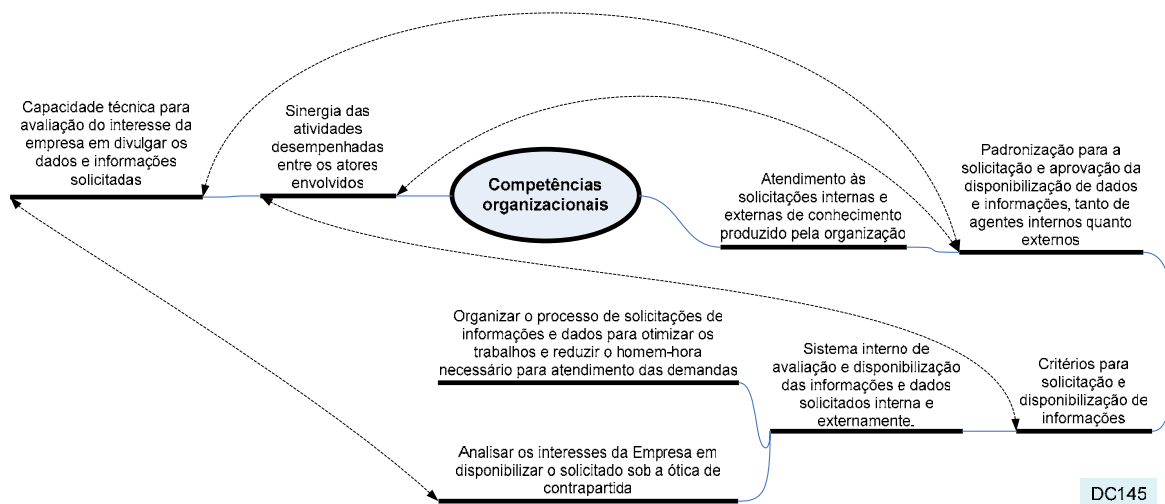 Capacidade técnica para
avaliação do interesse da
empresa em divulgar os
dados e informações
solicitadas
Sinergia das
atividades
desempenhadas
entre os atores
envolvidos
Competências
organizacionais
Atendimento às
solicitações internas e
externas de conhecimento
produzido pela organização
Padronização para a
solicitação e aprovação da
disponibilização de dados
e informações, tanto de
agentes internos quanto
externos
Organizar o processo de solicitações de
informações e dados para otimizar os
trabalhos e reduzir o homem-hora
necessário para atendimento das demandas
Sistema interno de
avaliação e disponibilização
das informações e dados
solicitados interna e
externamente.
Critérios para
solicitação e
disponibilização de
informações
Analisar os interesses da Empresa em
disponibilizar o solicitado sob a ótica de
contrapartida
DC145